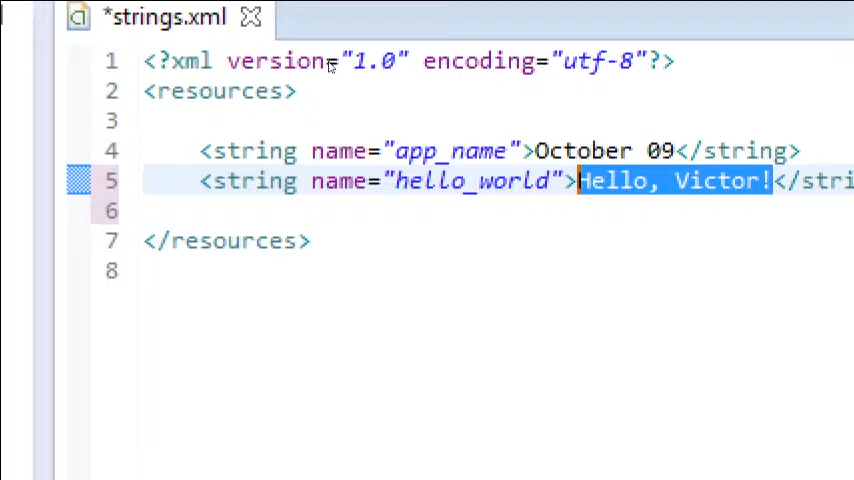 *strings.xml
1 <?xml version="1.0" encoding="utf-8"?>
2 <resources>
3
4 <string name="app_name">October 09</string>
5 <string name="hello_world">Hello, Victor!</stri
6
7 </resources>
8